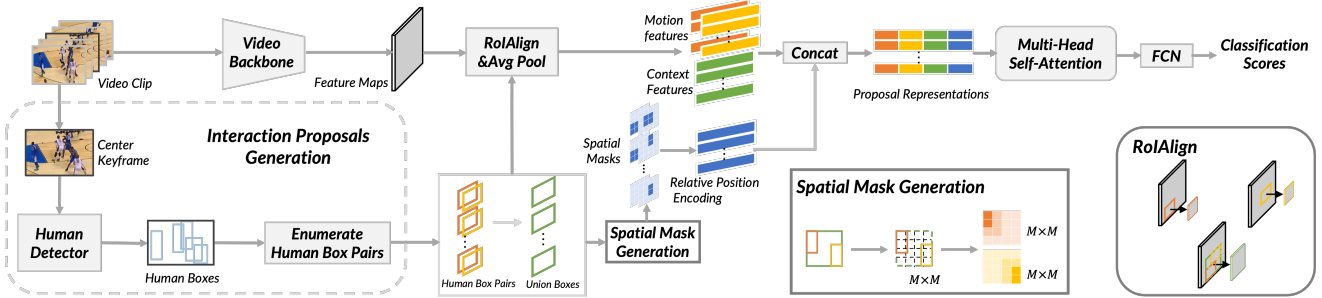 Video Clip
Video
Backbone
Feature Maps
RoIAlign
&Avg Pool
Motion
features
Context
Features
Concat
Proposal Representations
Multi-Head
Self-Attention
FCN
Classification
Scores
Interaction Proposals
Generation
Center
Keyframe
Human
Detector
Human Boxes
Enumerate
Human Box Pairs
Human Box Pairs
Union Boxes
Spatial
Masks
Relative Position
Encoding
Spatial Mask
Generation
Spatial Mask Generation
M×M
M×M
M×M
RoIAlign